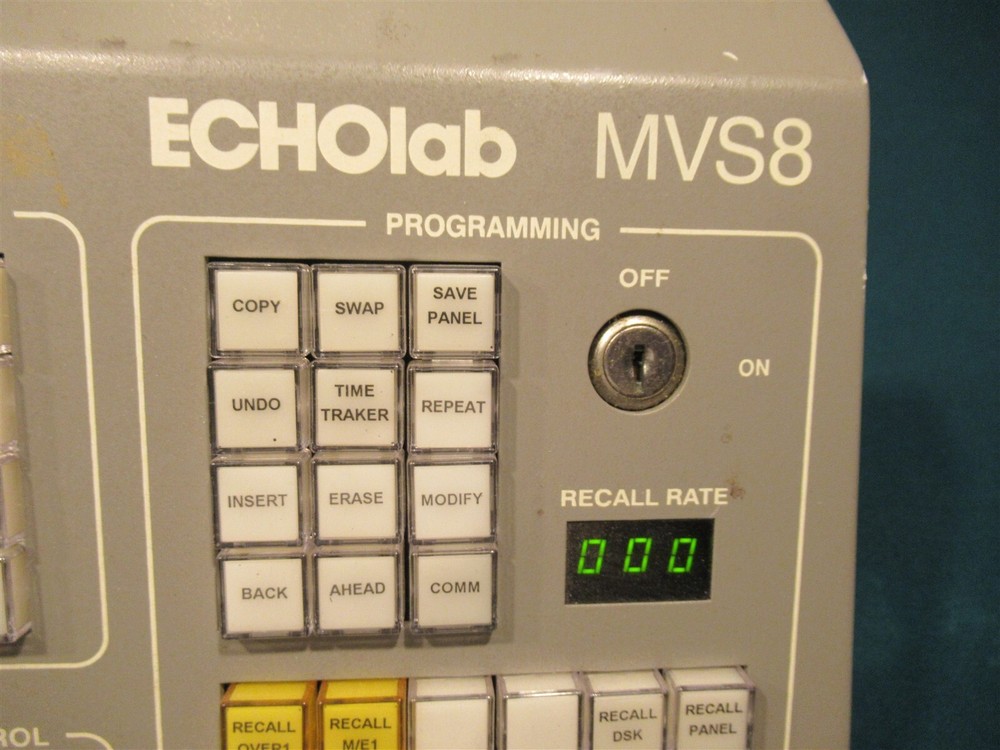 ECHOlab MVS8
PROGRAMMING
OFF
ON
COPY
SWAP
SAVE
PANEL
UNDO
TIME
TRAKER
REPEAT
INSERT
ERASE
MODIFY
BACK
AHEAD
COMM
RECALL RATE
000
RECALL
OVER1
RECALL
M/E1
RECALL
DSK
RECALL
PANEL
ROL